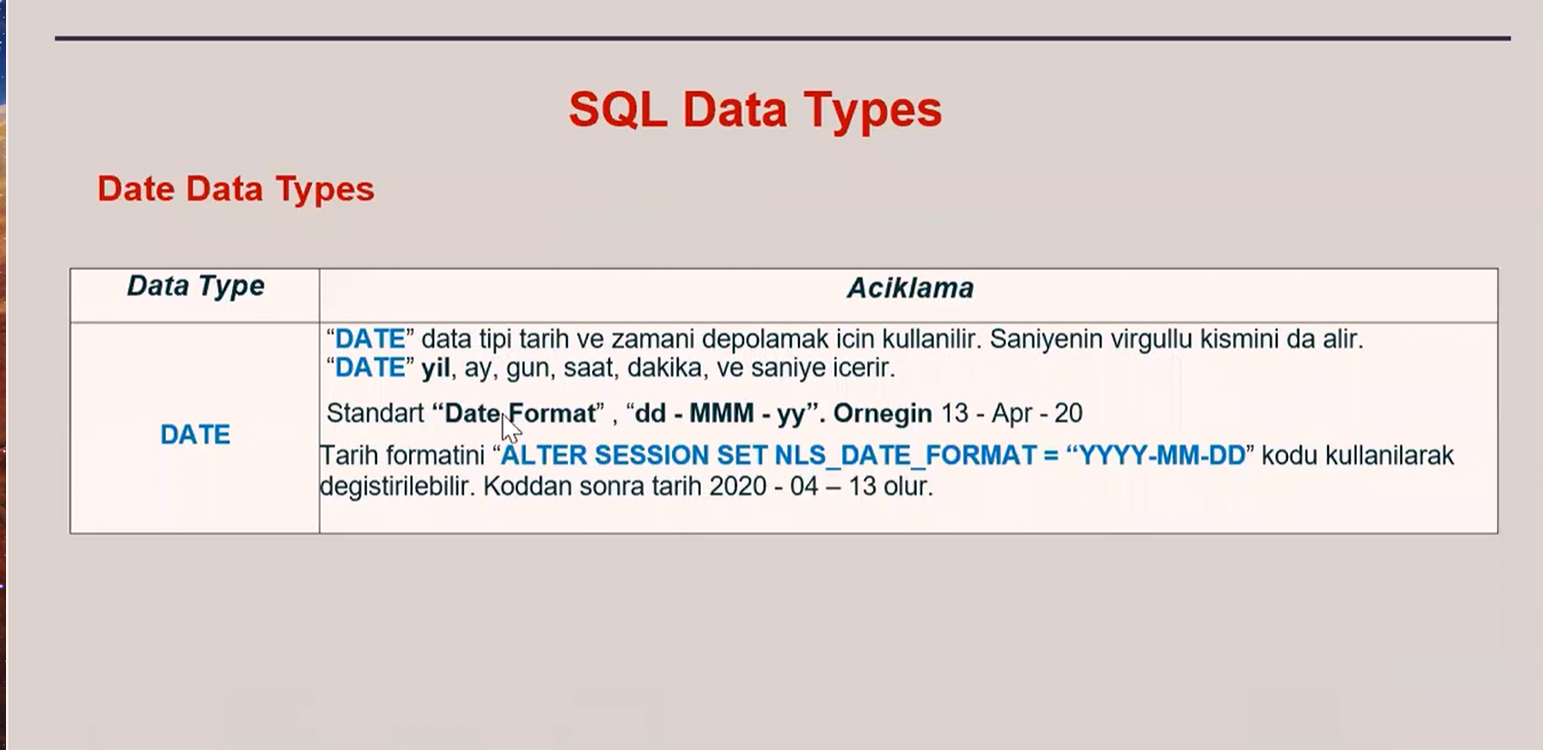 SQL Data Types
Date Data Types
Data Type
Aciklama
DATE
“DATE” data tipi tarih ve zamani depolamak icin kullanilir. Saniyenin virgullu kismini da alir.
“DATE” yil, ay, gun, saat, dakika, ve saniye icerir.
Standart “Date Format” , “dd - MMM - yy”. Ornegin 13 - Apr - 20
Tarih formatini “ALTER SESSION SET NLS_DATE_FORMAT = “YYYY-MM-DD” kodu kullanilarak
degistirilebilir. Koddan sonra tarih 2020 - 04 – 13 olur.